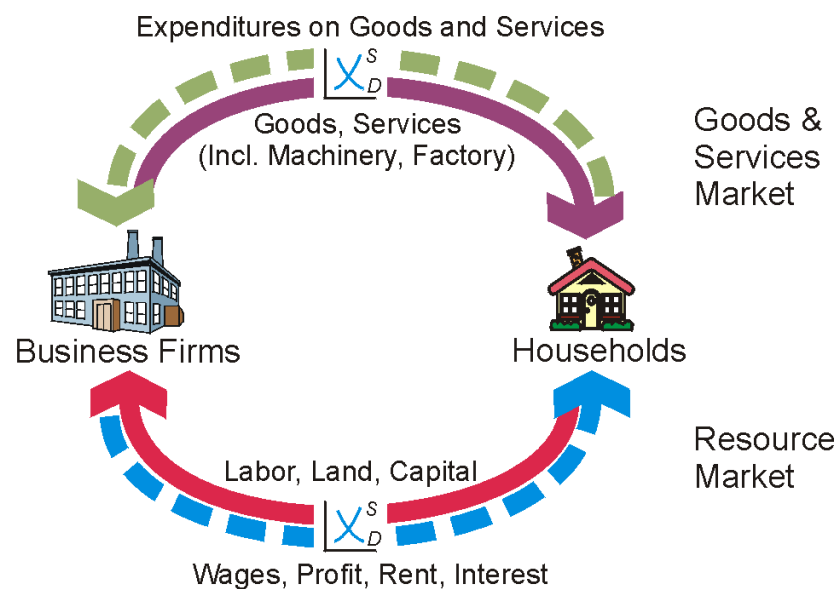 Expenditures on Goods and Services
S
D
Goods, Services
(Incl. Machinery, Factory)
Goods &
Services
Market
Business Firms
Households
Labor, Land, Capital
Resource
Market
S
D
Wages, Profit, Rent, Interest